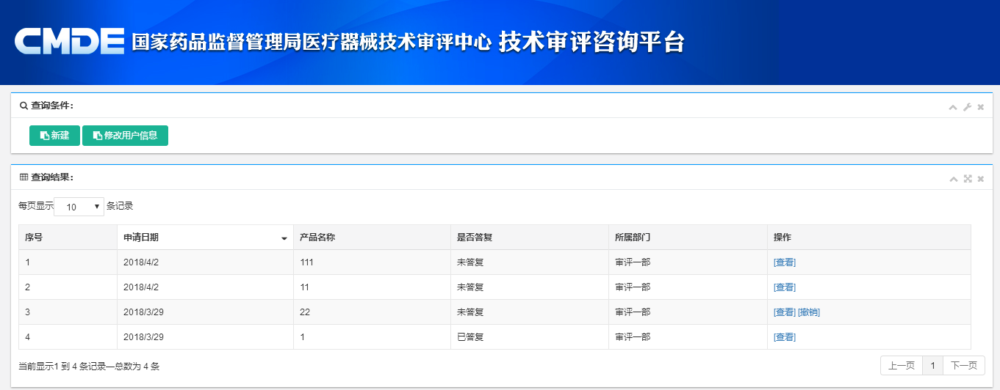 CMDE 国家药品监督管理局医疗器械技术审评中心 技术审评咨询平台
查询条件:
新建 修改用户信息
查询结果:
每页显示 10 条记录
序号 申请日期 产品名称 是否答复 所属部门 操作
1 2018/4/2 111 未答复 审评一部 [查看]
2 2018/4/2 11 未答复 审评一部 [查看]
3 2018/3/29 22 未答复 审评一部 [查看] [撤销]
4 2018/3/29 1 已答复 审评一部 [查看]
当前显示1 到 4 条记录—总数为 4 条
上一页 1 下一页